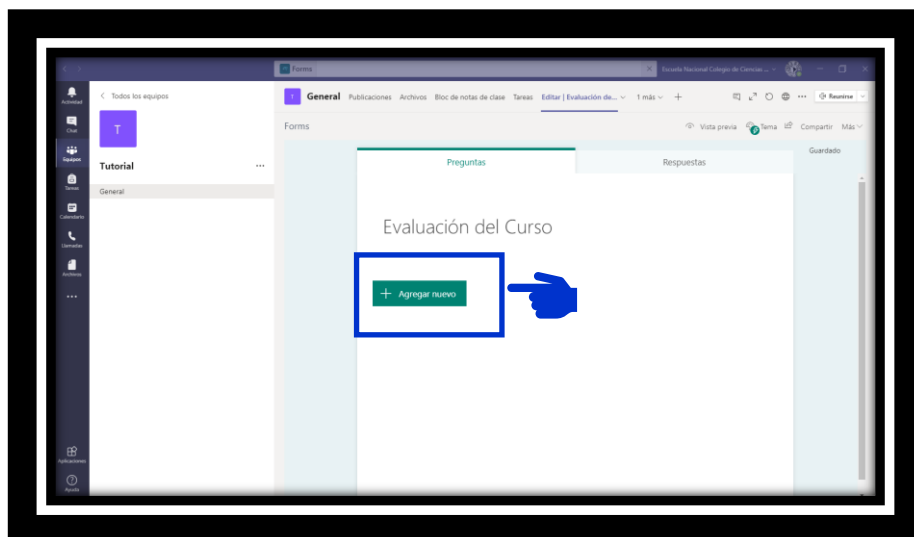 Forms
Escuela Nacional Colegio de Ciencias ...
Actividad
Chat
Equipos
Tareas
Calendario
Llamadas
Archivos
Aplicaciones
Ayuda
Todos los equipos
T
Tutorial
General
T General Publicaciones Archivos Bloc de notas de clase Tareas Editar | Evaluación de... 1 más Reunirse
Forms Vista previa Tema Compartir Más
Guardado
Preguntas Respuestas
Evaluación del Curso
Agregar nuevo